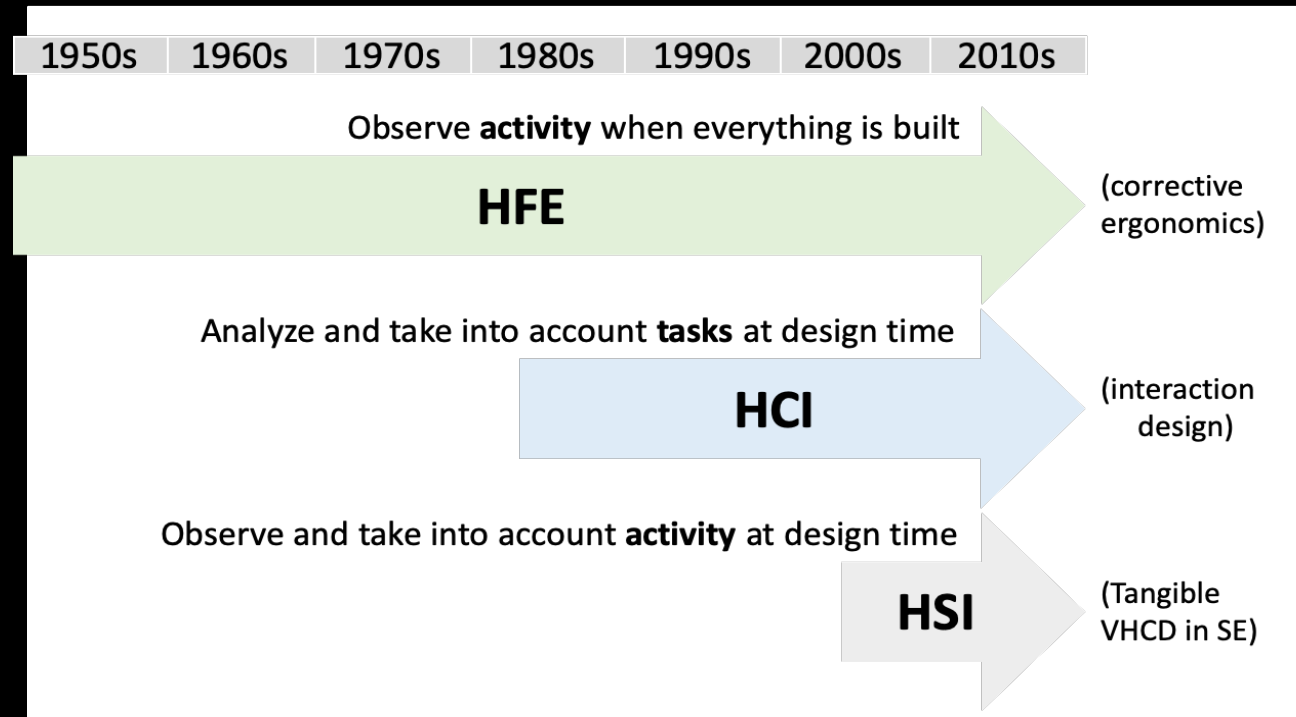 1950s 1960s 1970s 1980s 1990s 2000s 2010s
Observe activity when everything is built
HFE
(corrective
ergonomics)
Analyze and take into account tasks at design time
HCI
(interaction
design)
Observe and take into account activity at design time
HSI
(Tangible
VHCD in SE)